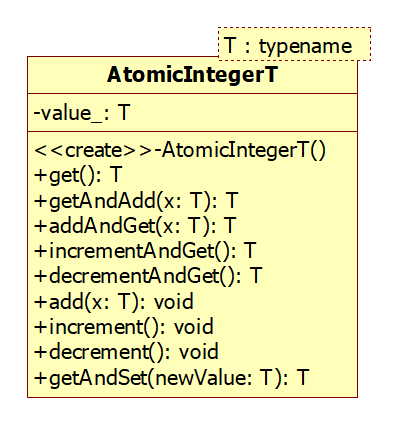 T : typename
AtomicIntegerT
-value_: T
<<create>>-AtomicIntegerT()
+get(): T
+getAndAdd(x: T): T
+addAndGet(x: T): T
+incrementAndGet(): T
+decrementAndGet(): T
+add(x: T): void
+increment(): void
+decrement(): void
+getAndSet(newValue: T): T